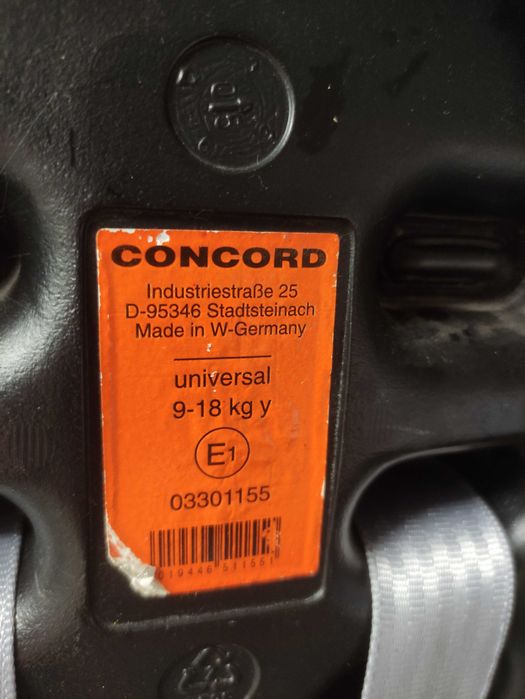 CONCORD
Industriestraße 25
D-95346 Stadtsteinach
Made in W-Germany
universal
9-18 kg y
E1
03301155